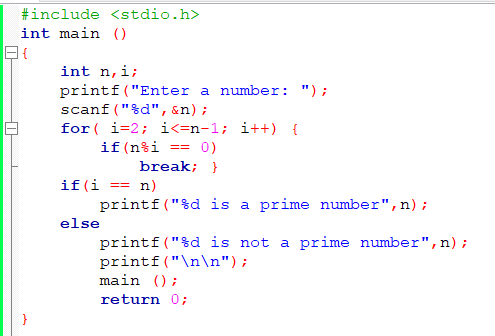 #include <stdio.h>
int main ()
{
    int n,i;
    printf("Enter a number: ");
    scanf("%d",&n);
    for( i=2; i<=n-1; i++) {
        if(n%i == 0)
            break; }
    if(i == n)
        printf("%d is a prime number",n);
    else
        printf("%d is not a prime number",n);
        printf("\n\n");
        main ();
        return 0;
}